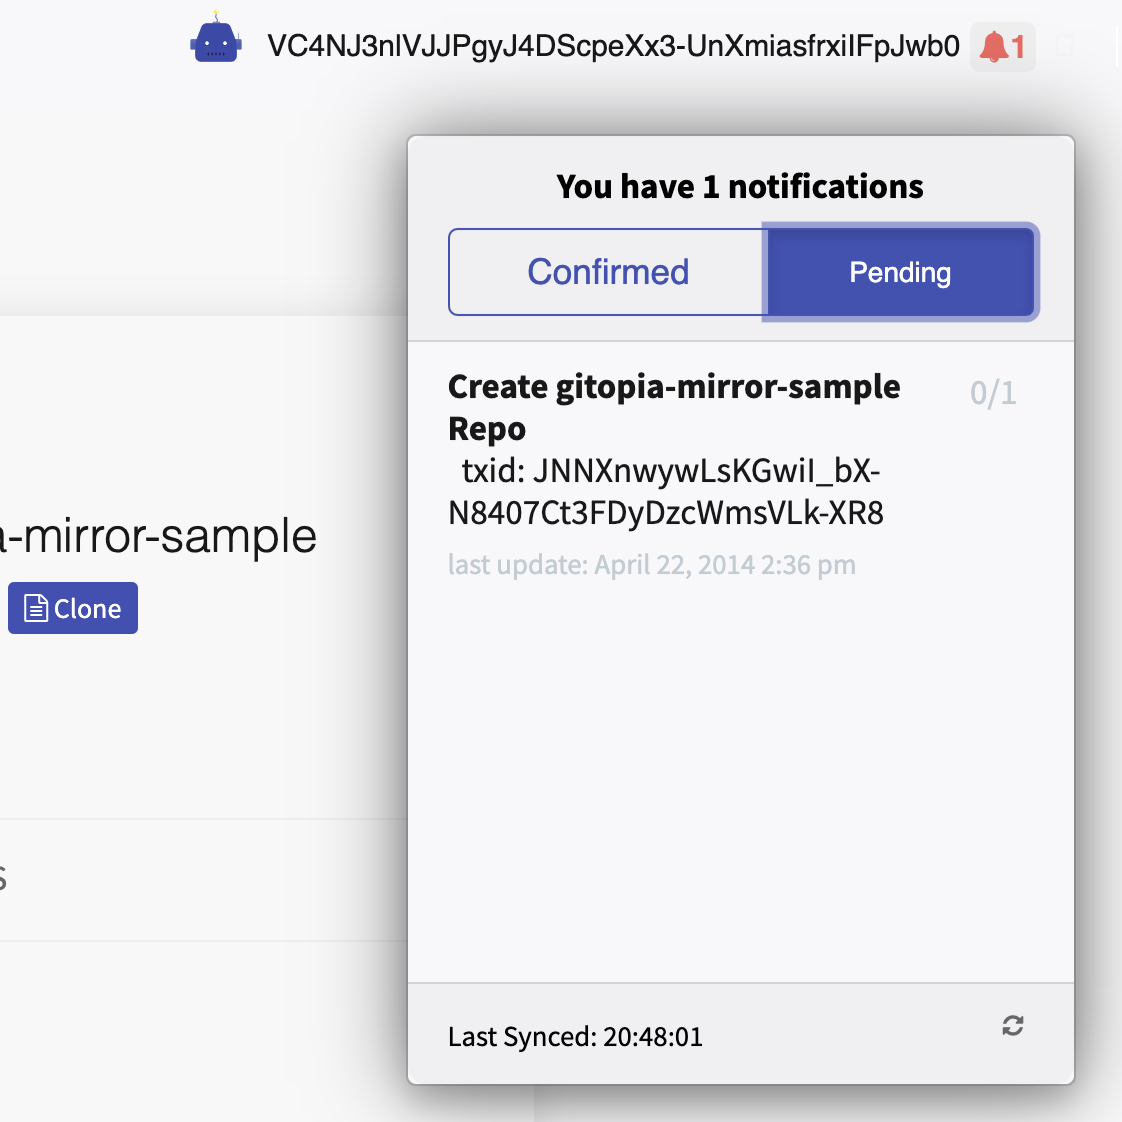 VC4NJ3nlVJJPgyJ4DScpeXx3-UnXmiasfrxiIFpJwb0 1
You have 1 notifications
Confirmed Pending
Create gitopia-mirror-sample 0/1
Repo
txid: JNNXnwywLsKGwiI_bX-
N8407Ct3FDyDzcWmsVLk-XR8
last update: April 22, 2014 2:36 pm
a-mirror-sample
Clone
s
Last Synced: 20:48:01